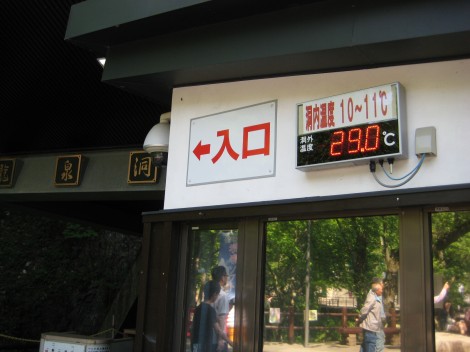 ←入口
洞内温度 10～11℃
洞外
温度 29.0℃
泉 洞